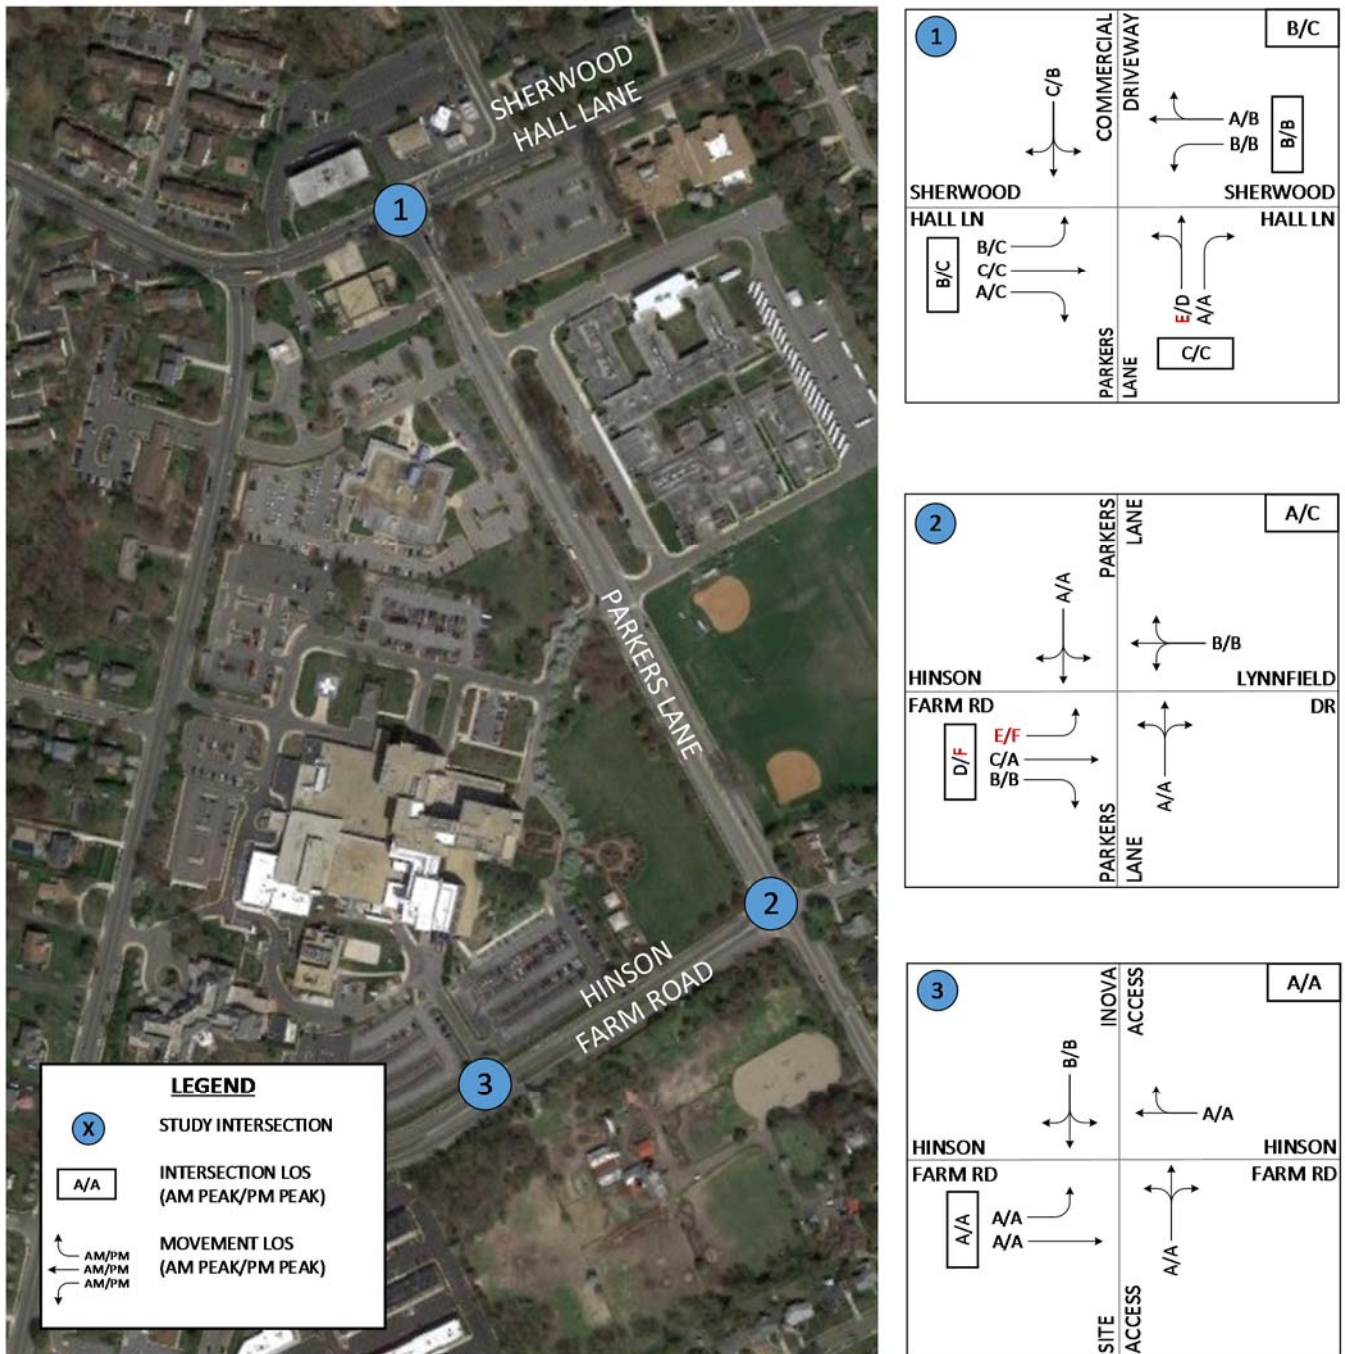 SHERWOOD
HALL LANE
1
PARKERS LANE
2
HINSON
FARM ROAD
3
LEGEND
X
STUDY INTERSECTION
A/A
INTERSECTION LOS
(AM PEAK/PM PEAK)
AM/PM
AM/PM
AM/PM
MOVEMENT LOS
(AM PEAK/PM PEAK)
1
B/C
COMMERCIAL
DRIVEWAY
C/B
A/B
B/B
B/B
SHERWOOD
SHERWOOD
HALL LN
HALL LN
B/C
B/C
C/C
A/C
E/D
A/A
C/C
PARKERS
LANE
2
A/C
PARKERS
LANE
A/A
B/B
HINSON
LYNNFIELD
FARM RD
DR
D/F
E/F
C/A
B/B
A/A
PARKERS
LANE
3
A/A
INOVA
ACCESS
B/B
A/A
HINSON
HINSON
FARM RD
FARM RD
A/A
A/A
A/A
A/A
SITE
ACCESS